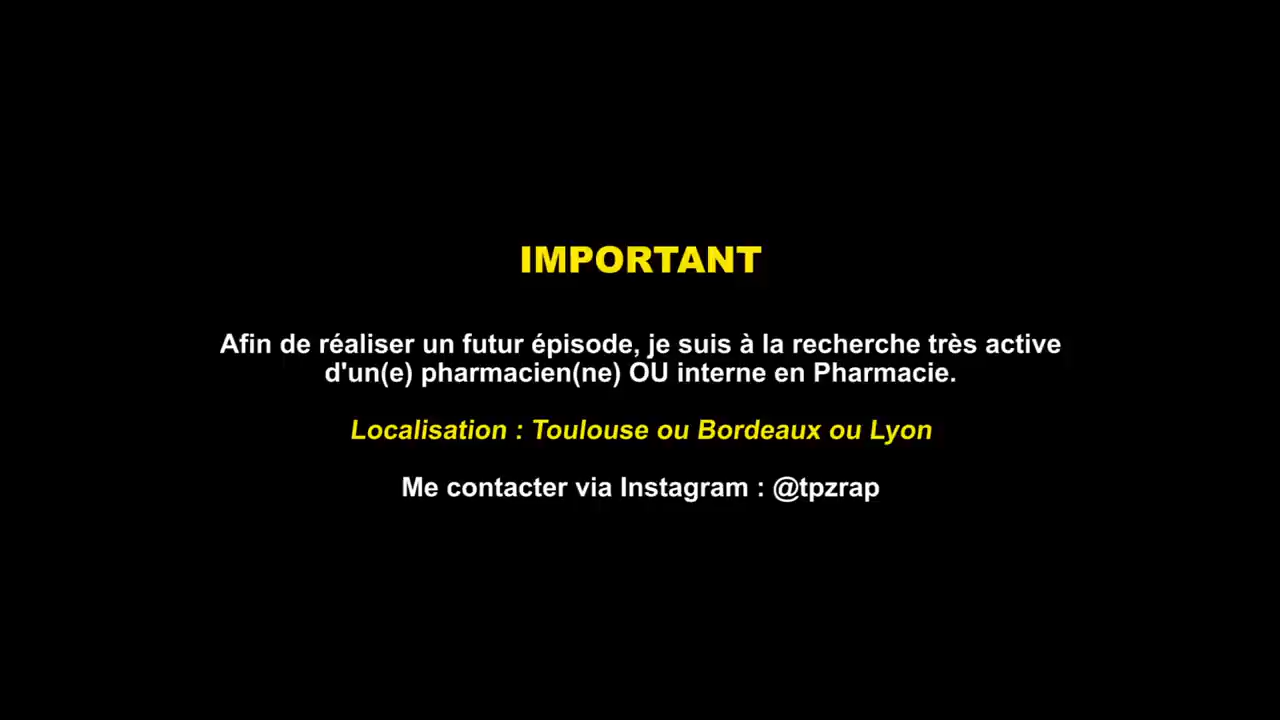 IMPORTANT
Afin de réaliser un futur épisode, je suis à la recherche très active
d'un(e) pharmacien(ne) OU interne en Pharmacie.
Localisation : Toulouse ou Bordeaux ou Lyon
Me contacter via Instagram : @tpzrap